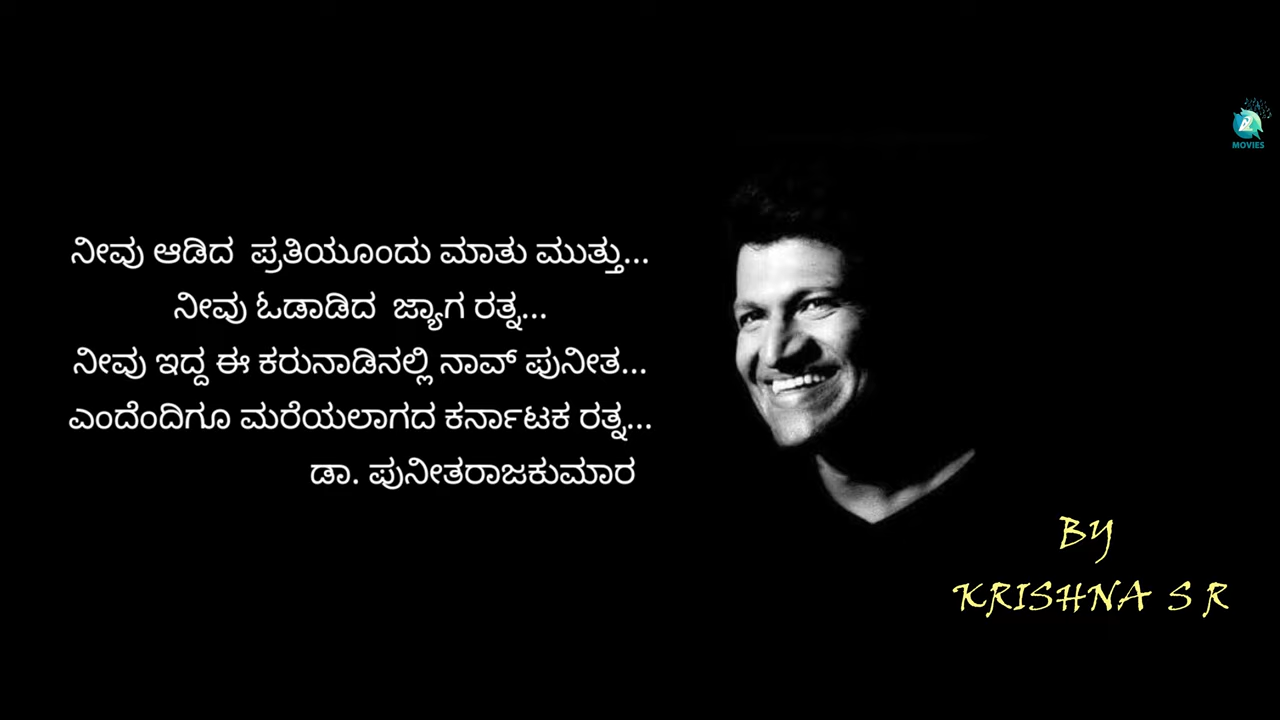 ನೀವು ಆಡಿದ ಪ್ರತಿಯೂಂದು ಮಾತು ಮುತ್ತು...
ನೀವು ಓಡಾಡಿದ ಜ್ಯಾಗ ರತ್ನ...
ನೀವು ಇದ್ದ ಈ ಕರುನಾಡಿನಲ್ಲಿ ನಾವ್ ಪುನೀತ...
ಎಂದೆಂದಿಗೂ ಮರೆಯಲಾಗದ ಕರ್ನಾಟಕ ರತ್ನ...
ಡಾ. ಪುನೀತರಾಜಕುಮಾರ
BY
KRISHNA S R
MOVIES